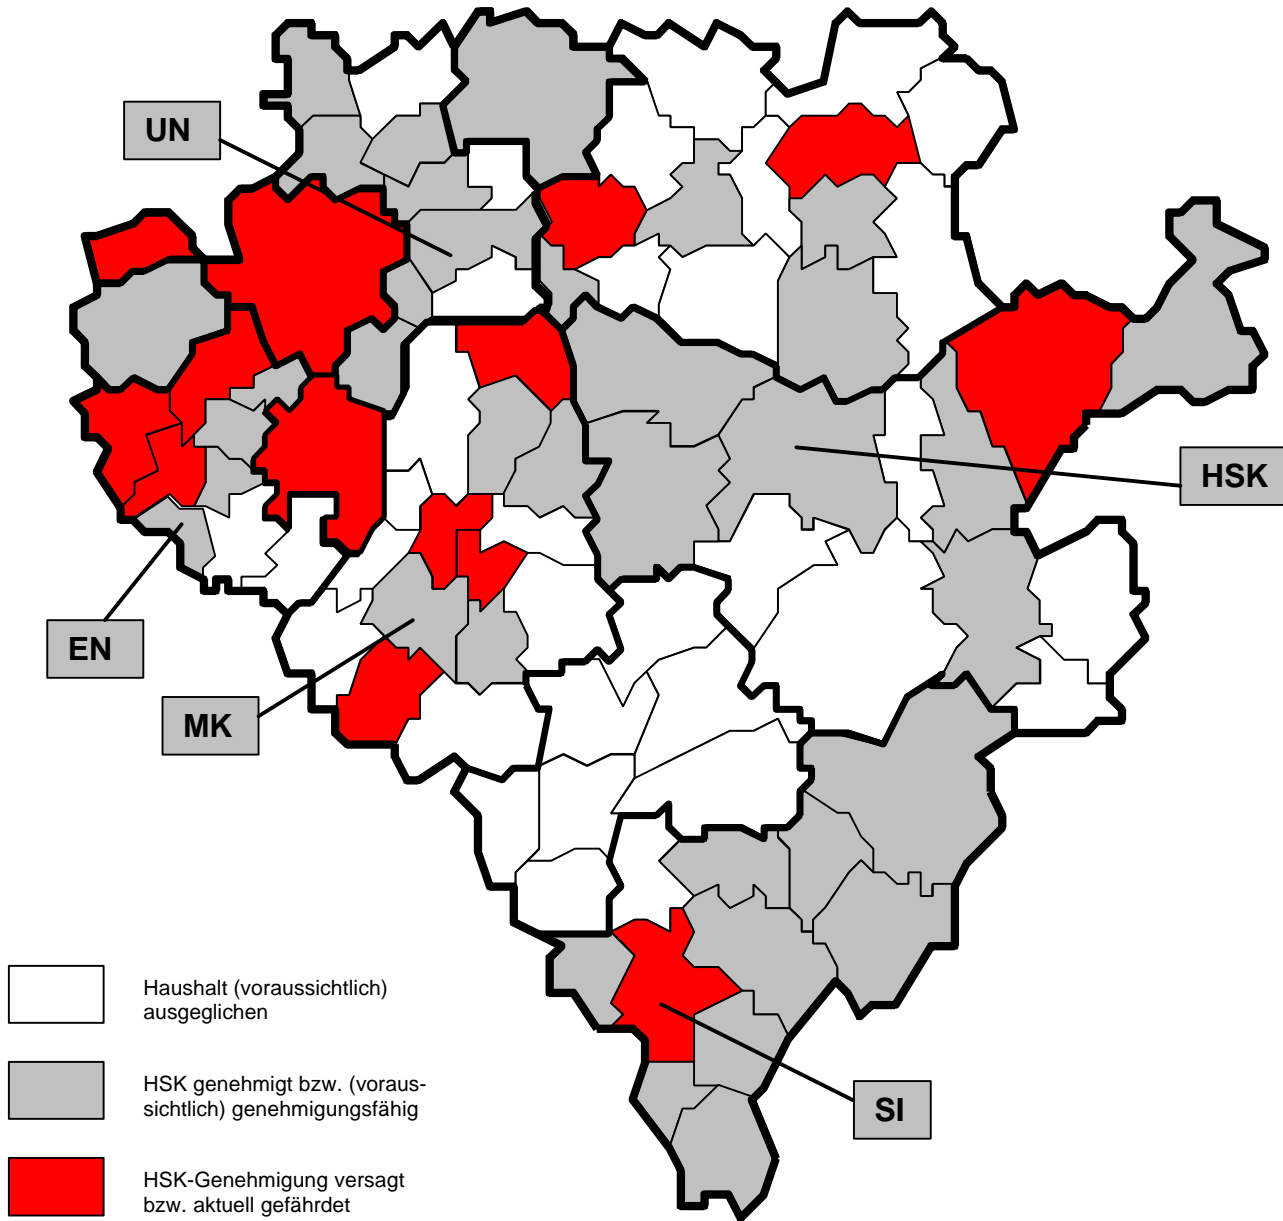 UN
HSK
EN
MK
Haushalt (voraussichtlich)
ausgeglichen
HSK genehmigt bzw. (voraus-
sichtlich) genehmigungsfähig
SI
HSK-Genehmigung versagt
bzw. aktuell gefährdet